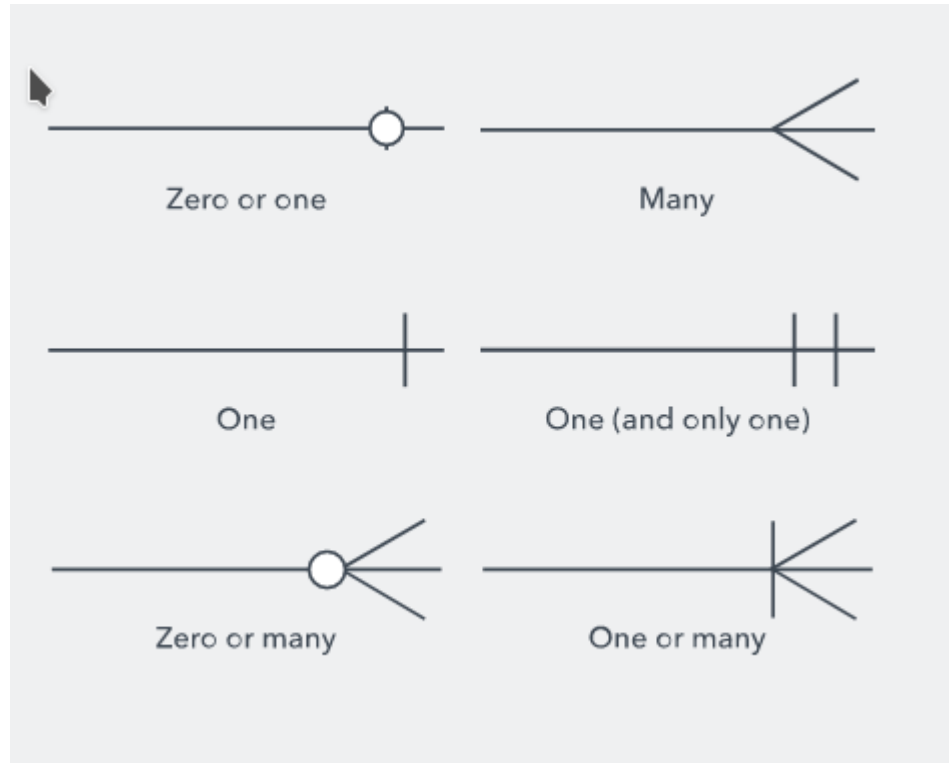 Zero or one
Many
One
One (and only one)
Zero or many
One or many